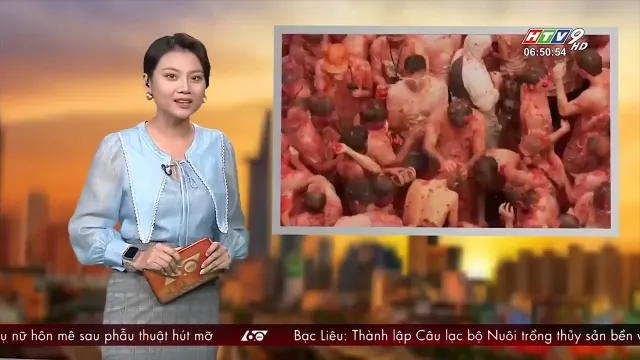 HTV9 HD
06:50:54
ụ nữ hôn mê sau phẫu thuật hút mỡ 60 Bạc Liêu: Thành lập Câu lạc bộ Nuôi trồng thủy sản bền v